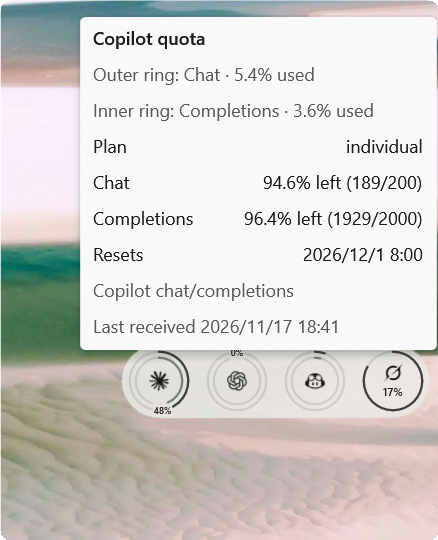 Copilot quota
Outer ring: Chat · 5.4% used
Inner ring: Completions · 3.6% used
Plan individual
Chat 94.6% left (189/200)
Completions 96.4% left (1929/2000)
Resets 2026/12/1 8:00
Copilot chat/completions
Last received 2026/11/17 18:41
0%
17%
48%